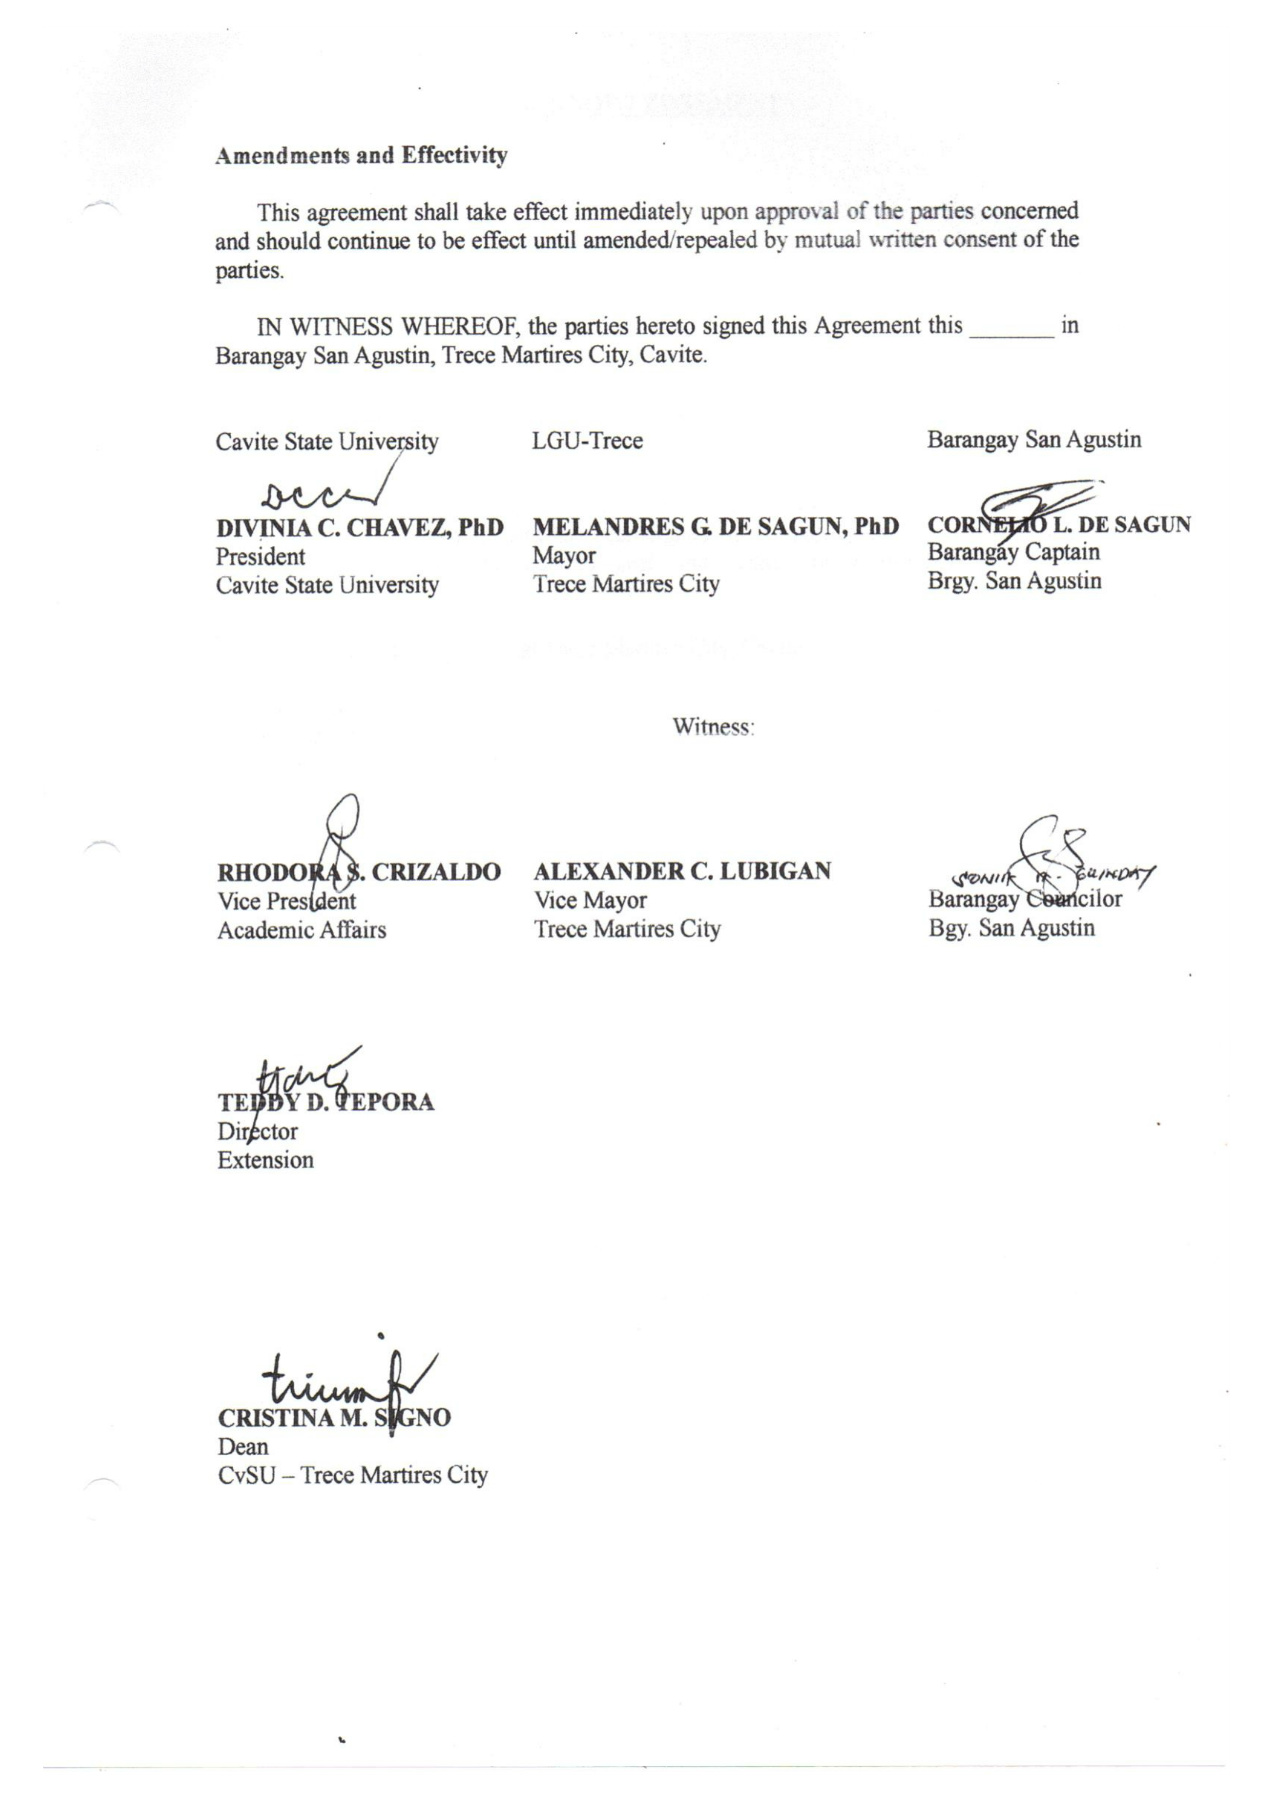 Amendments and Effectivity
This agreement shall take effect immediately upon approval of the parties concerned
and should continue to be effect until amended/repealed by mutual written consent of the
parties.
IN WITNESS WHEREOF, the parties hereto signed this Agreement this _______ in
Barangay San Agustin, Trece Martires City, Cavite.
Cavite State University LGU-Trece Barangay San Agustin
DIVINIA C. CHAVEZ, PhD MELANDRES G. DE SAGUN, PhD CORNELIO L. DE SAGUN
President Mayor Barangay Captain
Cavite State University Trece Martires City Brgy. San Agustin
Witness:
RHODORA S. CRIZALDO ALEXANDER C. LUBIGAN
Vice President Vice Mayor Barangay Councilor
Academic Affairs Trece Martires City Bgy. San Agustin
TEDDY D. TEPORA
Director
Extension
CRISTINA M. SIGNO
Dean
CvSU – Trece Martires City